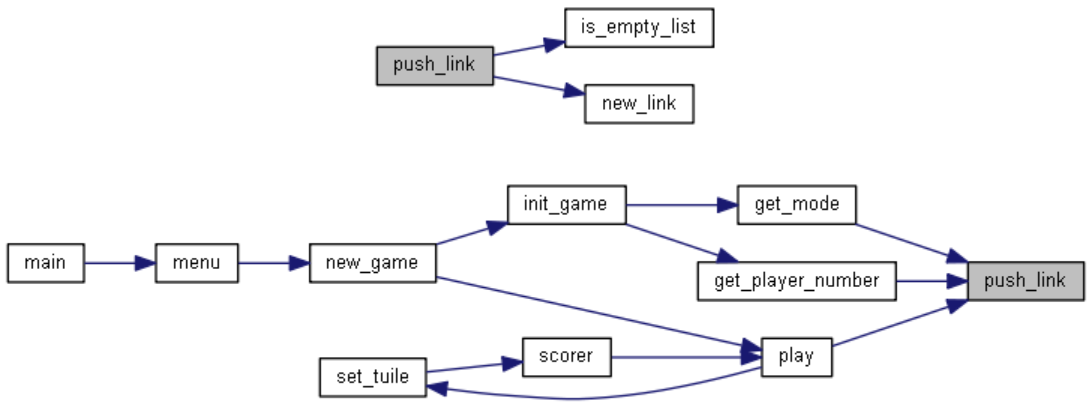 is_empty_list
push_link
new_link
init_game
get_mode
main
menu
new_game
get_player_number
push_link
scorer
play
set_tuile